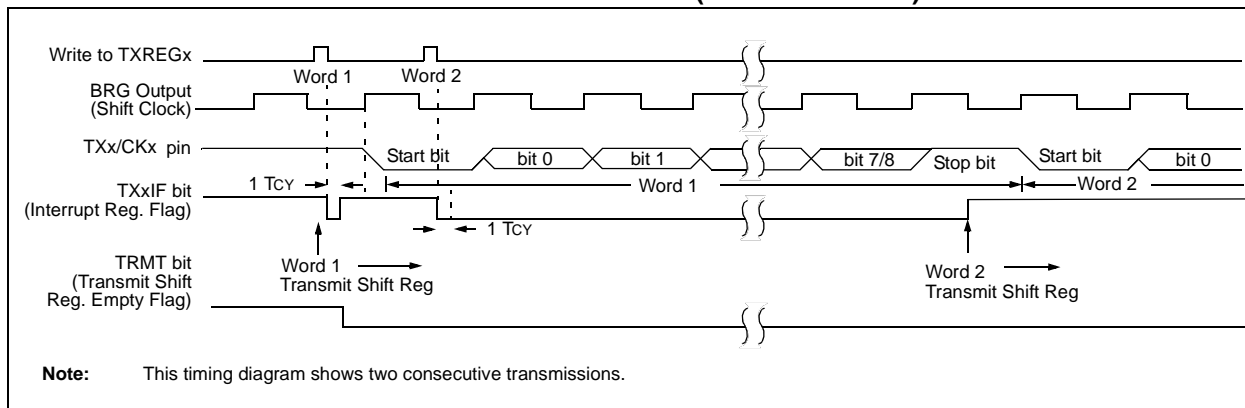 Write to TXREGx
Word 1
Word 2
BRG Output
(Shift Clock)
TXx/CKx pin
Start bit
bit 0
bit 1
bit 7/8
Stop bit
Start bit
bit 0
1 TCY
Word 1
Word 2
TXxIF bit
(Interrupt Reg. Flag)
1 TCY
TRMT bit
(Transmit Shift
Reg. Empty Flag)
Word 1
Transmit Shift Reg
Word 2
Transmit Shift Reg
Note: This timing diagram shows two consecutive transmissions.